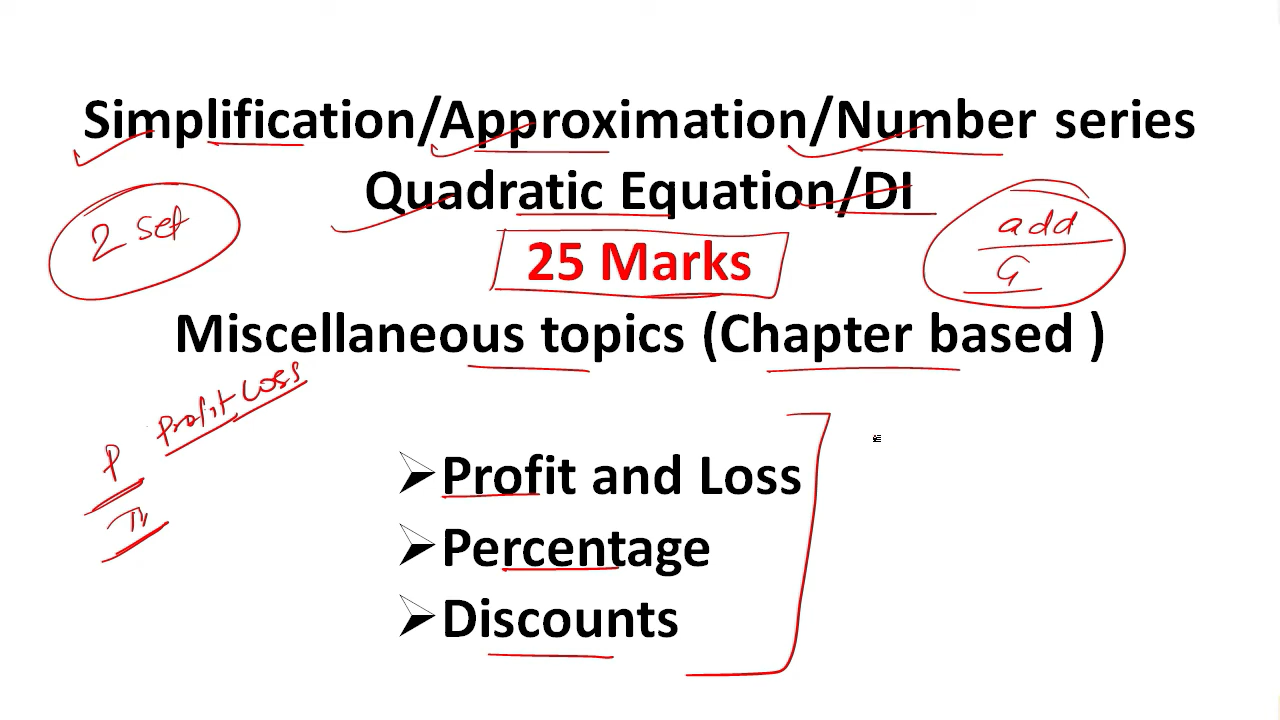 Simplification/Approximation/Number series
Quadratic Equation/DI
2 set
add
25 Marks
Miscellaneous topics (Chapter based )
Profit Loss
P
Profit and Loss
Percentage
Discounts